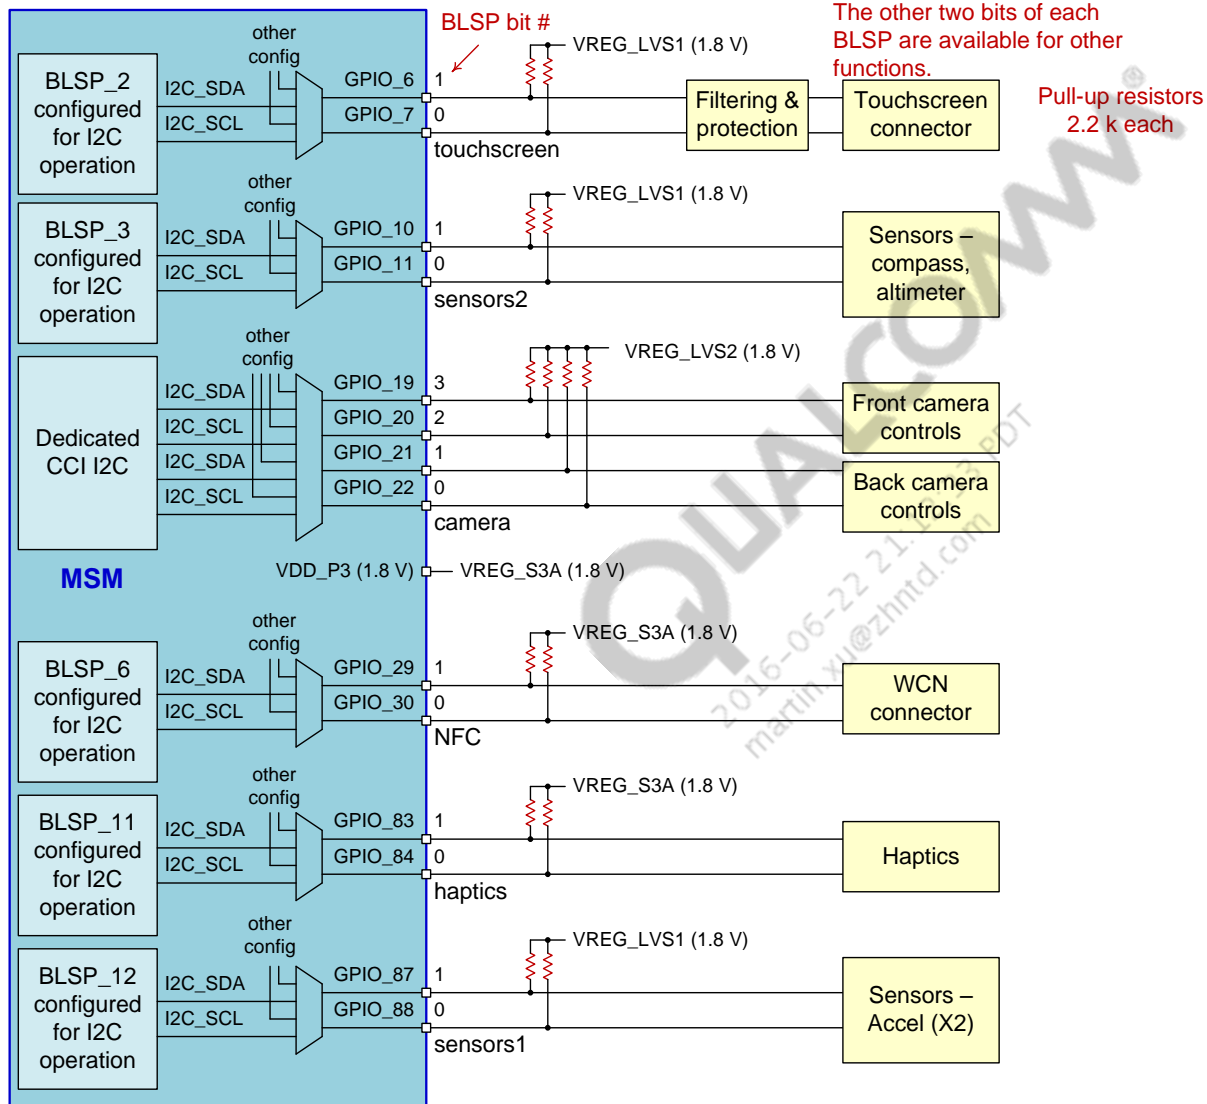 BLSP bit #
The other two bits of each
BLSP are available for other
functions.
Pull-up resistors
2.2 k each
BLSP_2
configured
for I2C
operation
I2C_SDA
I2C_SCL
other
config
GPIO_6
1
GPIO_7
0
touchscreen
VREG_LVS1 (1.8 V)
Filtering &
protection
Touchscreen
connector
BLSP_3
configured
for I2C
operation
I2C_SDA
I2C_SCL
other
config
GPIO_10
1
GPIO_11
0
sensors2
VREG_LVS1 (1.8 V)
Sensors –
compass,
altimeter
Dedicated
CCI I2C
I2C_SDA
I2C_SCL
I2C_SDA
I2C_SCL
other
config
GPIO_19
3
GPIO_20
2
GPIO_21
1
GPIO_22
0
camera
VREG_LVS2 (1.8 V)
Front camera
controls
Back camera
controls
MSM
VDD_P3 (1.8 V)
VREG_S3A (1.8 V)
BLSP_6
configured
for I2C
operation
I2C_SDA
I2C_SCL
other
config
GPIO_29
1
GPIO_30
0
NFC
VREG_S3A (1.8 V)
WCN
connector
BLSP_11
configured
for I2C
operation
I2C_SDA
I2C_SCL
other
config
GPIO_83
1
GPIO_84
0
haptics
VREG_S3A (1.8 V)
Haptics
BLSP_12
configured
for I2C
operation
I2C_SDA
I2C_SCL
other
config
GPIO_87
1
GPIO_88
0
sensors1
VREG_LVS1 (1.8 V)
Sensors –
Accel (X2)
QUALCOMM®
2016-06-22 PDT
martin.xu@zhntd.com